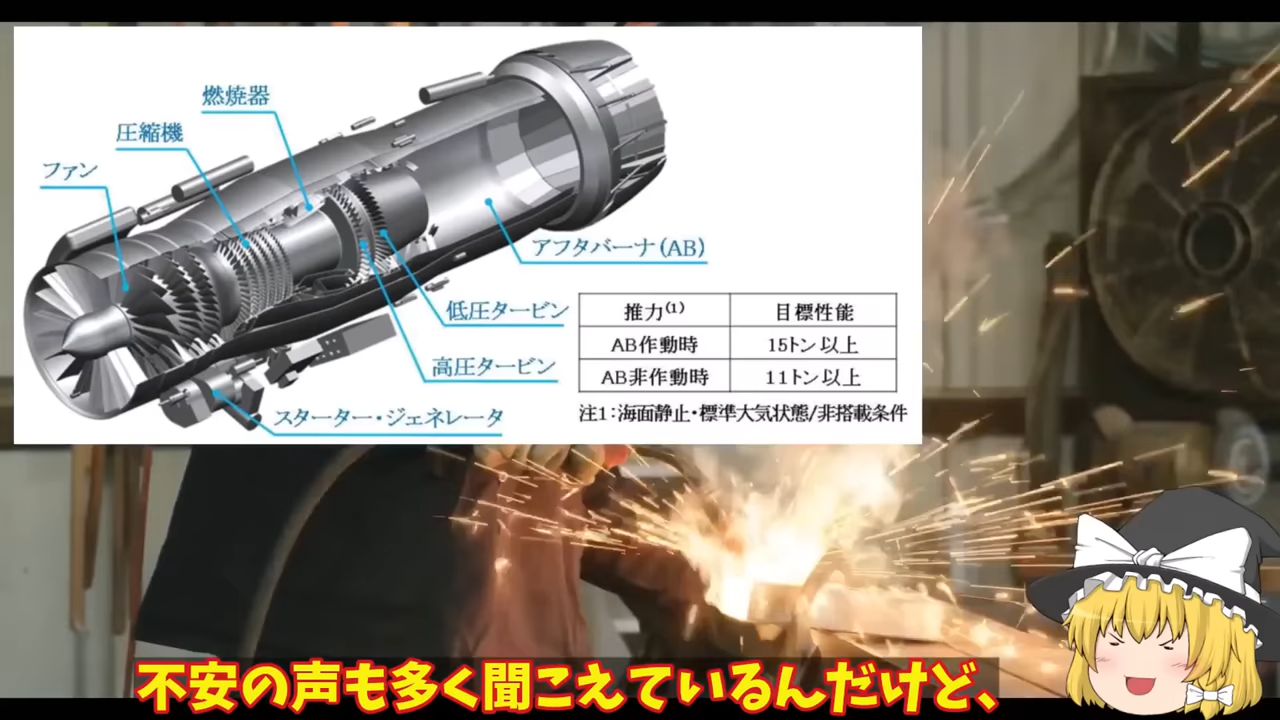 燃焼器
圧縮機
ファン
アフタバーナ(AB)
低圧タービン
高圧タービン
スターター・ジェネレータ
推力(1) 目標性能
AB作動時 15トン以上
AB非作動時 11トン以上
注1:海面静止・標準大気状態/非搭載条件
不安の声も多く聞こえているんだけど、